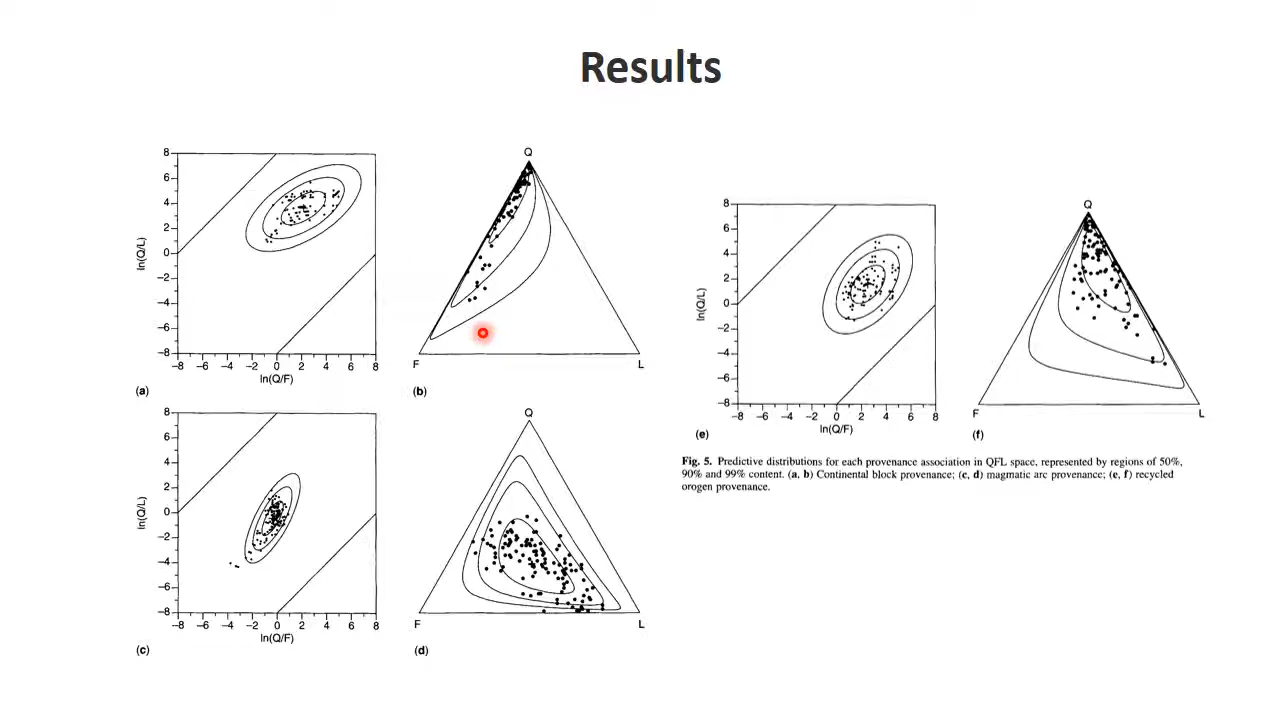 Results
8
6
4
2
0
−2
−4
−6
−8
ln(Q/L)
−8 −6 −4 −2 0 2 4 6 8
ln(Q/F)
(a)
Q
F L
(b)
8
6
4
2
0
−2
−4
−6
−8
ln(Q/L)
−8 −6 −4 −2 0 2 4 6 8
ln(Q/F)
(c)
Q
F L
(d)
8
6
4
2
0
−2
−4
−6
−8
ln(Q/L)
−8 −6 −4 −2 0 2 4 6 8
ln(Q/F)
(e)
Q
F L
(f)
Fig. 5. Predictive distributions for each provenance association in QFL space, represented by regions of 50%,
90% and 99% content. (a, b) Continental block provenance; (c, d) magmatic arc provenance; (e, f) recycled
orogen provenance.